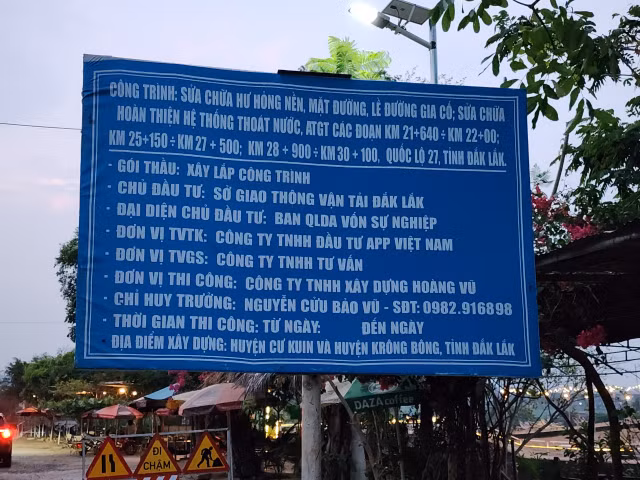 CÔNG TRÌNH: SỬA CHỮA HƯ HỎNG NỀN, MẶT ĐƯỜNG, LỀ ĐƯỜNG GIA CỐ; SỬA CHỮA
HOÀN THIỆN HỆ THỐNG THOÁT NƯỚC, ATGT CÁC ĐOẠN KM 21+640 ÷ KM 22+00;
KM 25+150 ÷ KM 27 + 500; KM 28 + 900 ÷ KM 30 + 100, QUỐC LỘ 27, TỈNH ĐẮK LẮK.
- GÓI THẦU: XÂY LẮP CÔNG TRÌNH
- CHỦ ĐẦU TƯ: SỞ GIAO THÔNG VẬN TẢI ĐẮK LẮK
- ĐẠI DIỆN CHỦ ĐẦU TƯ: BAN QLDA VỐN SỰ NGHIỆP
- ĐƠN VỊ TVTK: CÔNG TY TNHH ĐẦU TƯ APP VIỆT NAM
- ĐƠN VỊ TVGS: CÔNG TY TNHH TƯ VẤN
- ĐƠN VỊ THI CÔNG: CÔNG TY TNHH XÂY DỰNG HOÀNG VŨ
- CHỈ HUY TRƯỞNG: NGUYỄN CỬU BẢO VŨ - SĐT: 0982.916898
- THỜI GIAN THI CÔNG: TỪ NGÀY: ĐẾN NGÀY
ĐỊA ĐIỂM XÂY DỰNG: HUYỆN CƯ KUIN VÀ HUYỆN KRÔNG BÔNG, TỈNH ĐẮK LẮK
DAZA coffee
ĐI
CHẬM